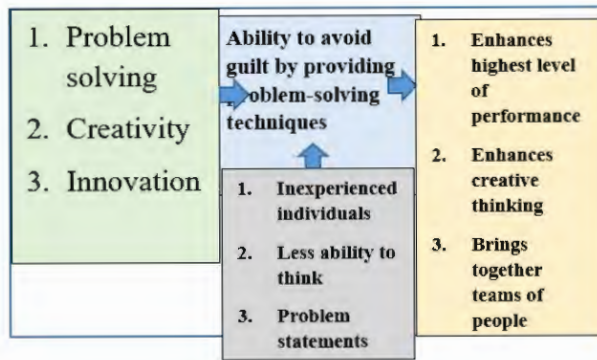 1. Problem
solving
2. Creativity
3. Innovation
Ability to avoid
guilt by providing
problem-solving
techniques
1. Inexperienced
individuals
2. Less ability to
think
3. Problem
statements
1. Enhances
highest level
of
performance
2. Enhances
creative
thinking
3. Brings
together
teams of
people